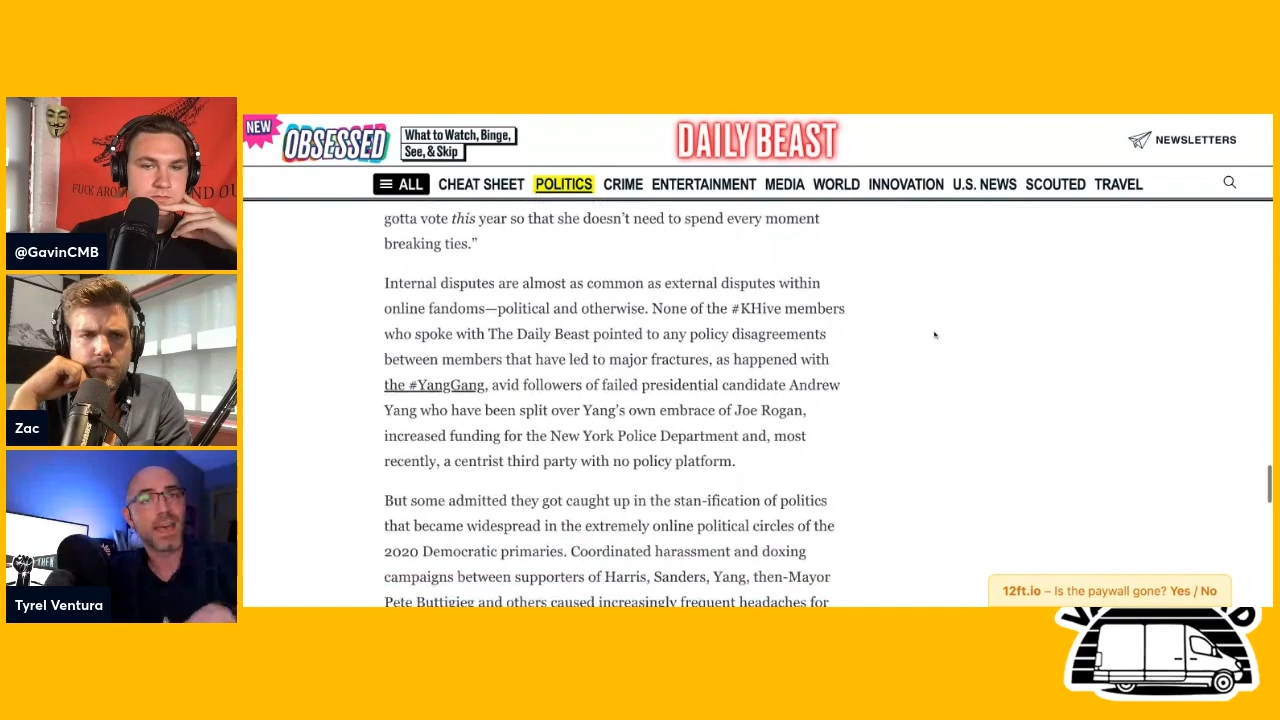 FUCK AROUND AND OU
@GavinCMB
Zac
Tyrel Ventura
NEW
OBSESSED
What to Watch, Binge,
See, & Skip
DAILY BEAST
NEWSLETTERS
ALL CHEAT SHEET POLITICS CRIME ENTERTAINMENT MEDIA WORLD INNOVATION U.S. NEWS SCOUTED TRAVEL
gotta vote this year so that she doesn’t need to spend every moment
breaking ties.”
Internal disputes are almost as common as external disputes within
online fandoms—political and otherwise. None of the #KHive members
who spoke with The Daily Beast pointed to any policy disagreements
between members that have led to major fractures, as happened with
the #YangGang, avid followers of failed presidential candidate Andrew
Yang who have been split over Yang’s own embrace of Joe Rogan,
increased funding for the New York Police Department and, most
recently, a centrist third party with no policy platform.
But some admitted they got caught up in the stan-ification of politics
that became widespread in the extremely online political circles of the
2020 Democratic primaries. Coordinated harassment and doxing
campaigns between supporters of Harris, Sanders, Yang, then-Mayor
Pete Buttigieg and others caused increasingly frequent headaches for
12ft.io – Is the paywall gone? Yes / No